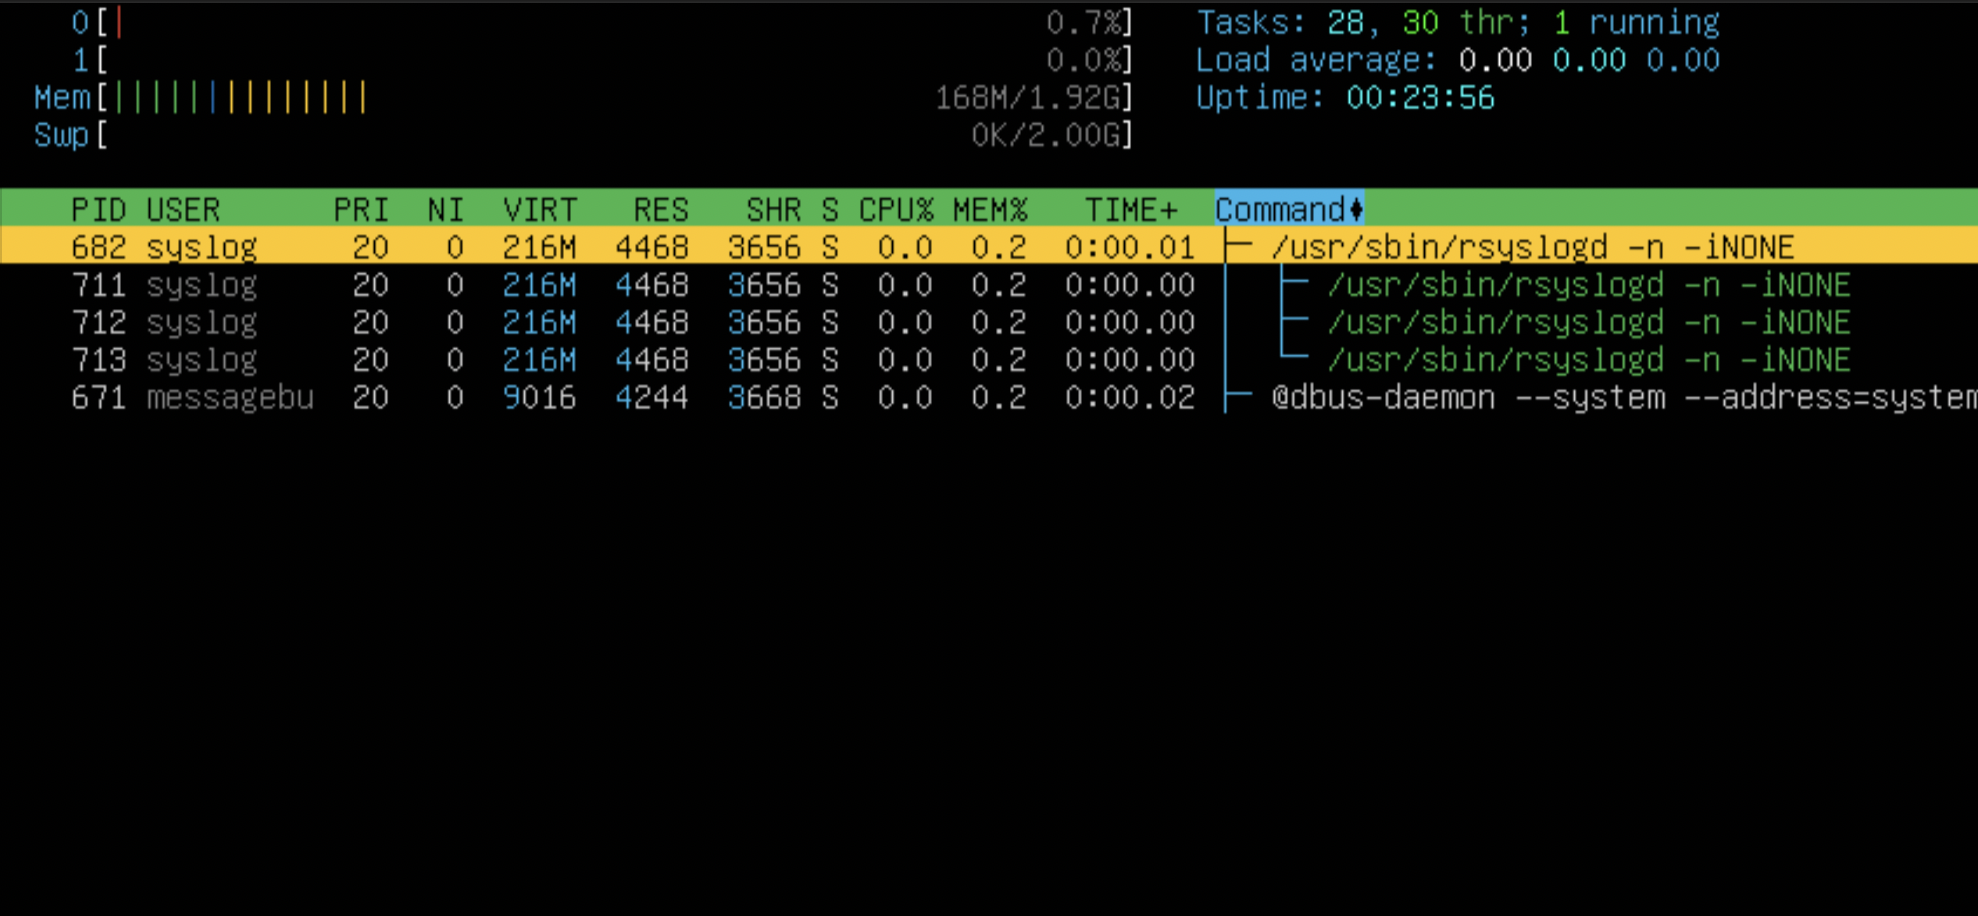 0[| 0.7%] Tasks: 28, 30 thr; 1 running
1[ 0.0%] Load average: 0.00 0.00 0.00
Mem[|||||||||||||| 168M/1.92G] Uptime: 00:23:56
Swp[ 0K/2.00G]
PID USER PRI NI VIRT RES SHR S CPU% MEM% TIME+ Command♦
682 syslog 20 0 216M 4468 3656 S 0.0 0.2 0:00.01 ├─ /usr/sbin/rsyslogd -n -iNONE
711 syslog 20 0 216M 4468 3656 S 0.0 0.2 0:00.00 │  ├─ /usr/sbin/rsyslogd -n -iNONE
712 syslog 20 0 216M 4468 3656 S 0.0 0.2 0:00.00 │  ├─ /usr/sbin/rsyslogd -n -iNONE
713 syslog 20 0 216M 4468 3656 S 0.0 0.2 0:00.00 │  └─ /usr/sbin/rsyslogd -n -iNONE
671 messagebu 20 0 9016 4244 3668 S 0.0 0.2 0:00.02 ├─ @dbus-daemon --system --address=system